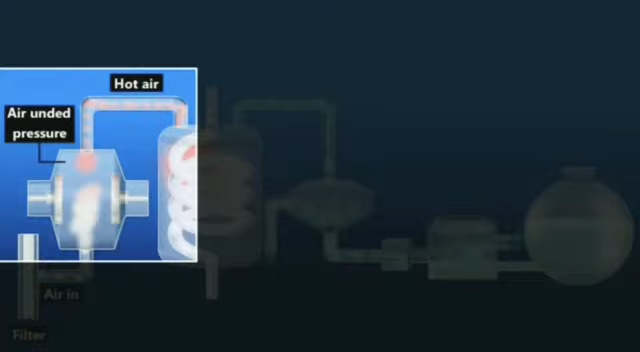 Hot air
Air unded
pressure
Air in
Filter